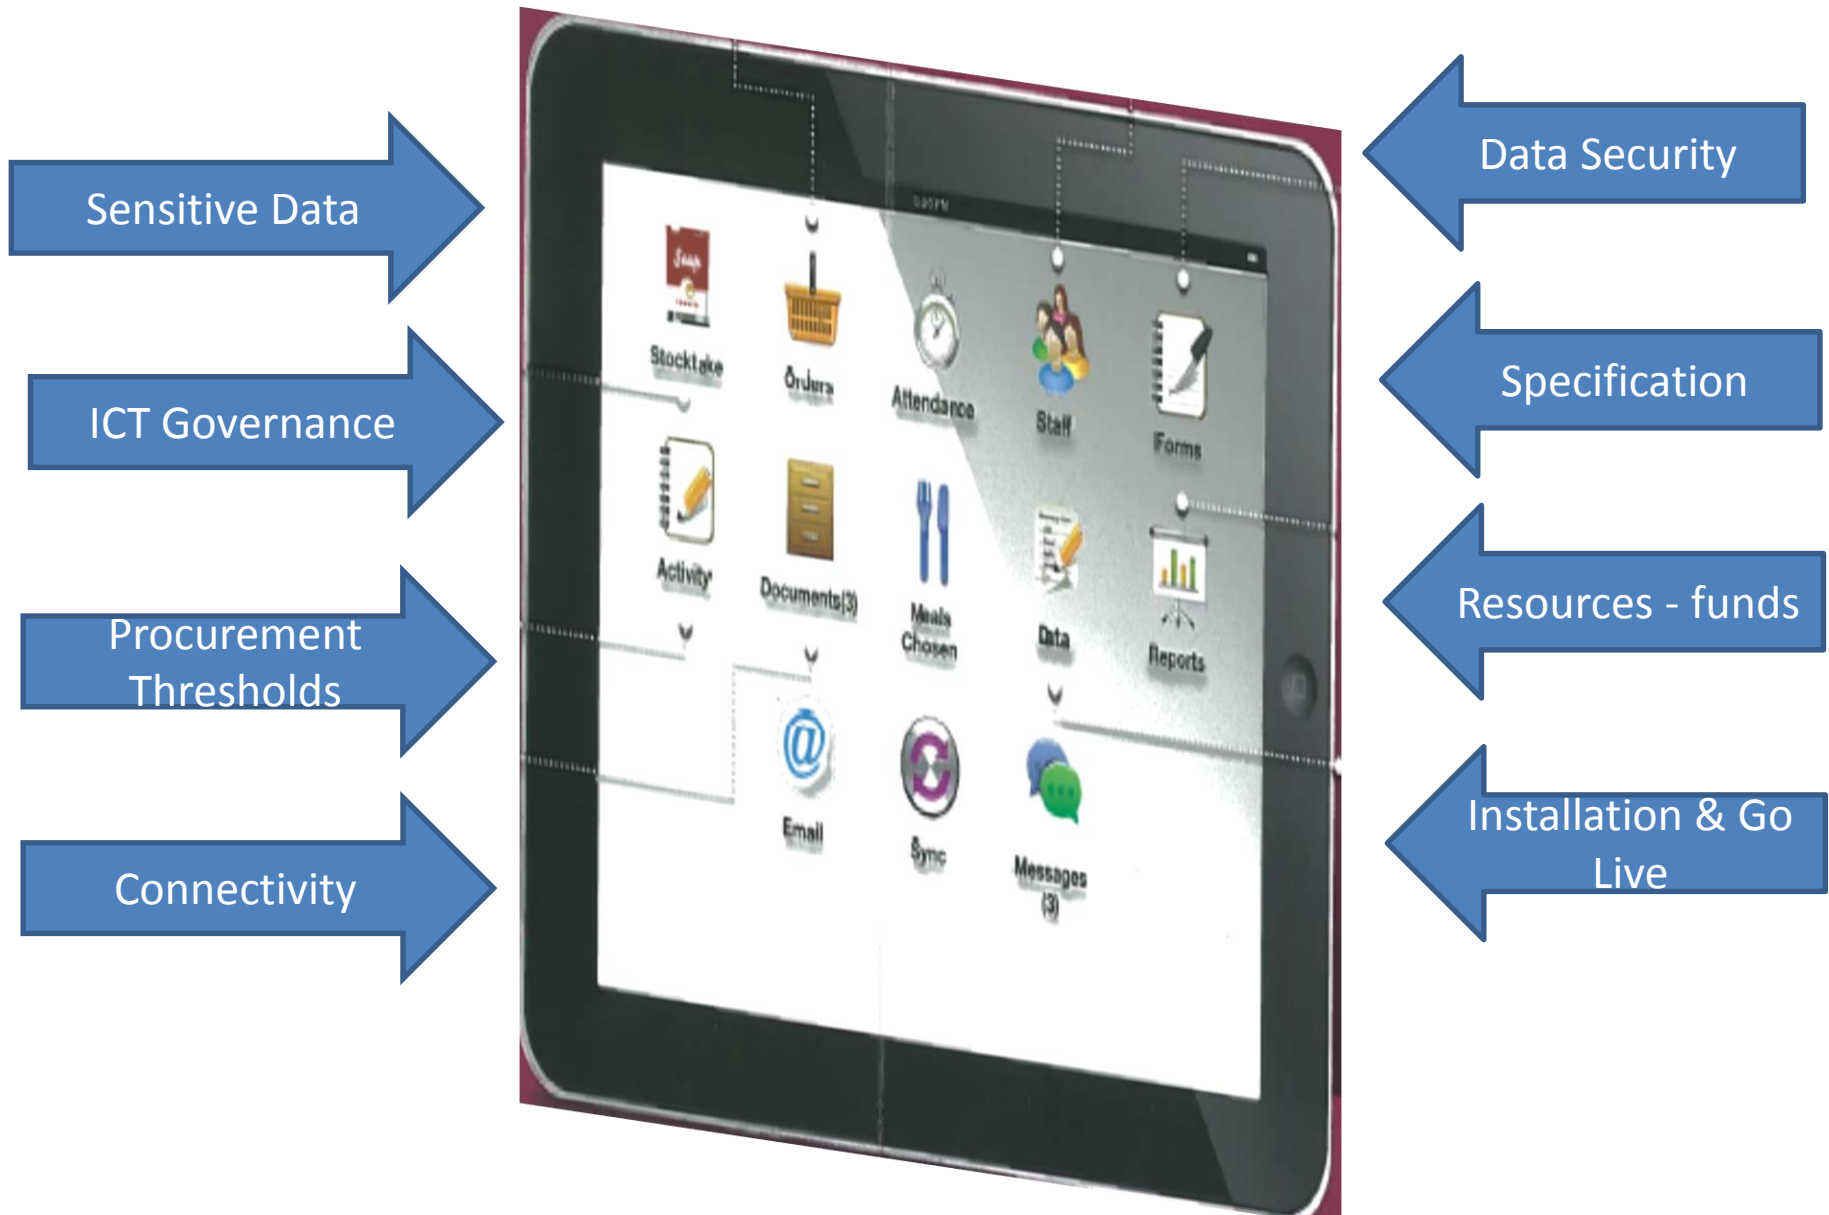 Sensitive Data
ICT Governance
Procurement
Thresholds
Connectivity
Soup
Stocktake
Orders
Attendance
Staff
Forms
Activity
Documents(3)
Meals
Chosen
Data
Reports
Email
Sync
Messages
(3)
Data Security
Specification
Resources - funds
Installation & Go
Live